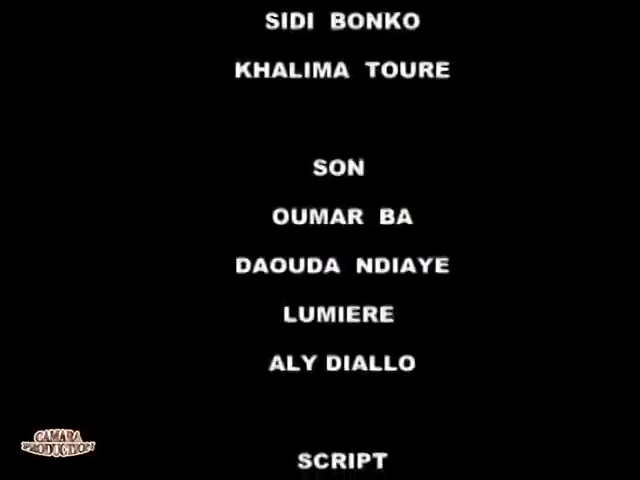 SIDI BONKO
KHALIMA TOURE
SON
OUMAR BA
DAOUDA NDIAYE
LUMIERE
ALY DIALLO
CAMARA
PRODUCTION
SCRIPT